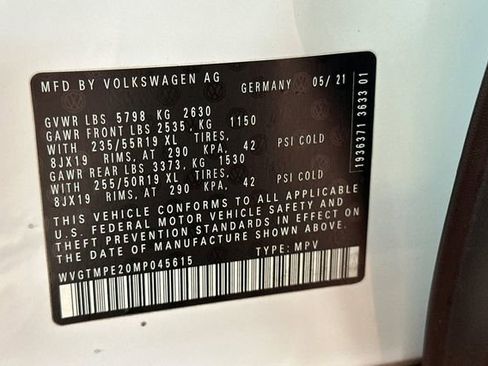 MFD BY VOLKSWAGEN AG GERMANY 05/21
GVWR LBS 5798 KG 2630
GAWR FRONT LBS 2535, KG 1150
WITH 235/55R19 XL TIRES,
8JX19 RIMS, AT 290 KPA, 42 PSI COLD
GAWR REAR LBS 3373, KG 1530
WITH 255/50R19 XL TIRES,
8JX19 RIMS, AT 290 KPA, 42 PSI COLD
THIS VEHICLE CONFORMS TO ALL APPLICABLE
U.S. FEDERAL MOTOR VEHICLE SAFETY AND
THEFT PREVENTION STANDARDS IN EFFECT ON
THE DATE OF MANUFACTURE SHOWN ABOVE.
WVGTMPE20MP045615 TYPE: MPV
1936371 3633 01